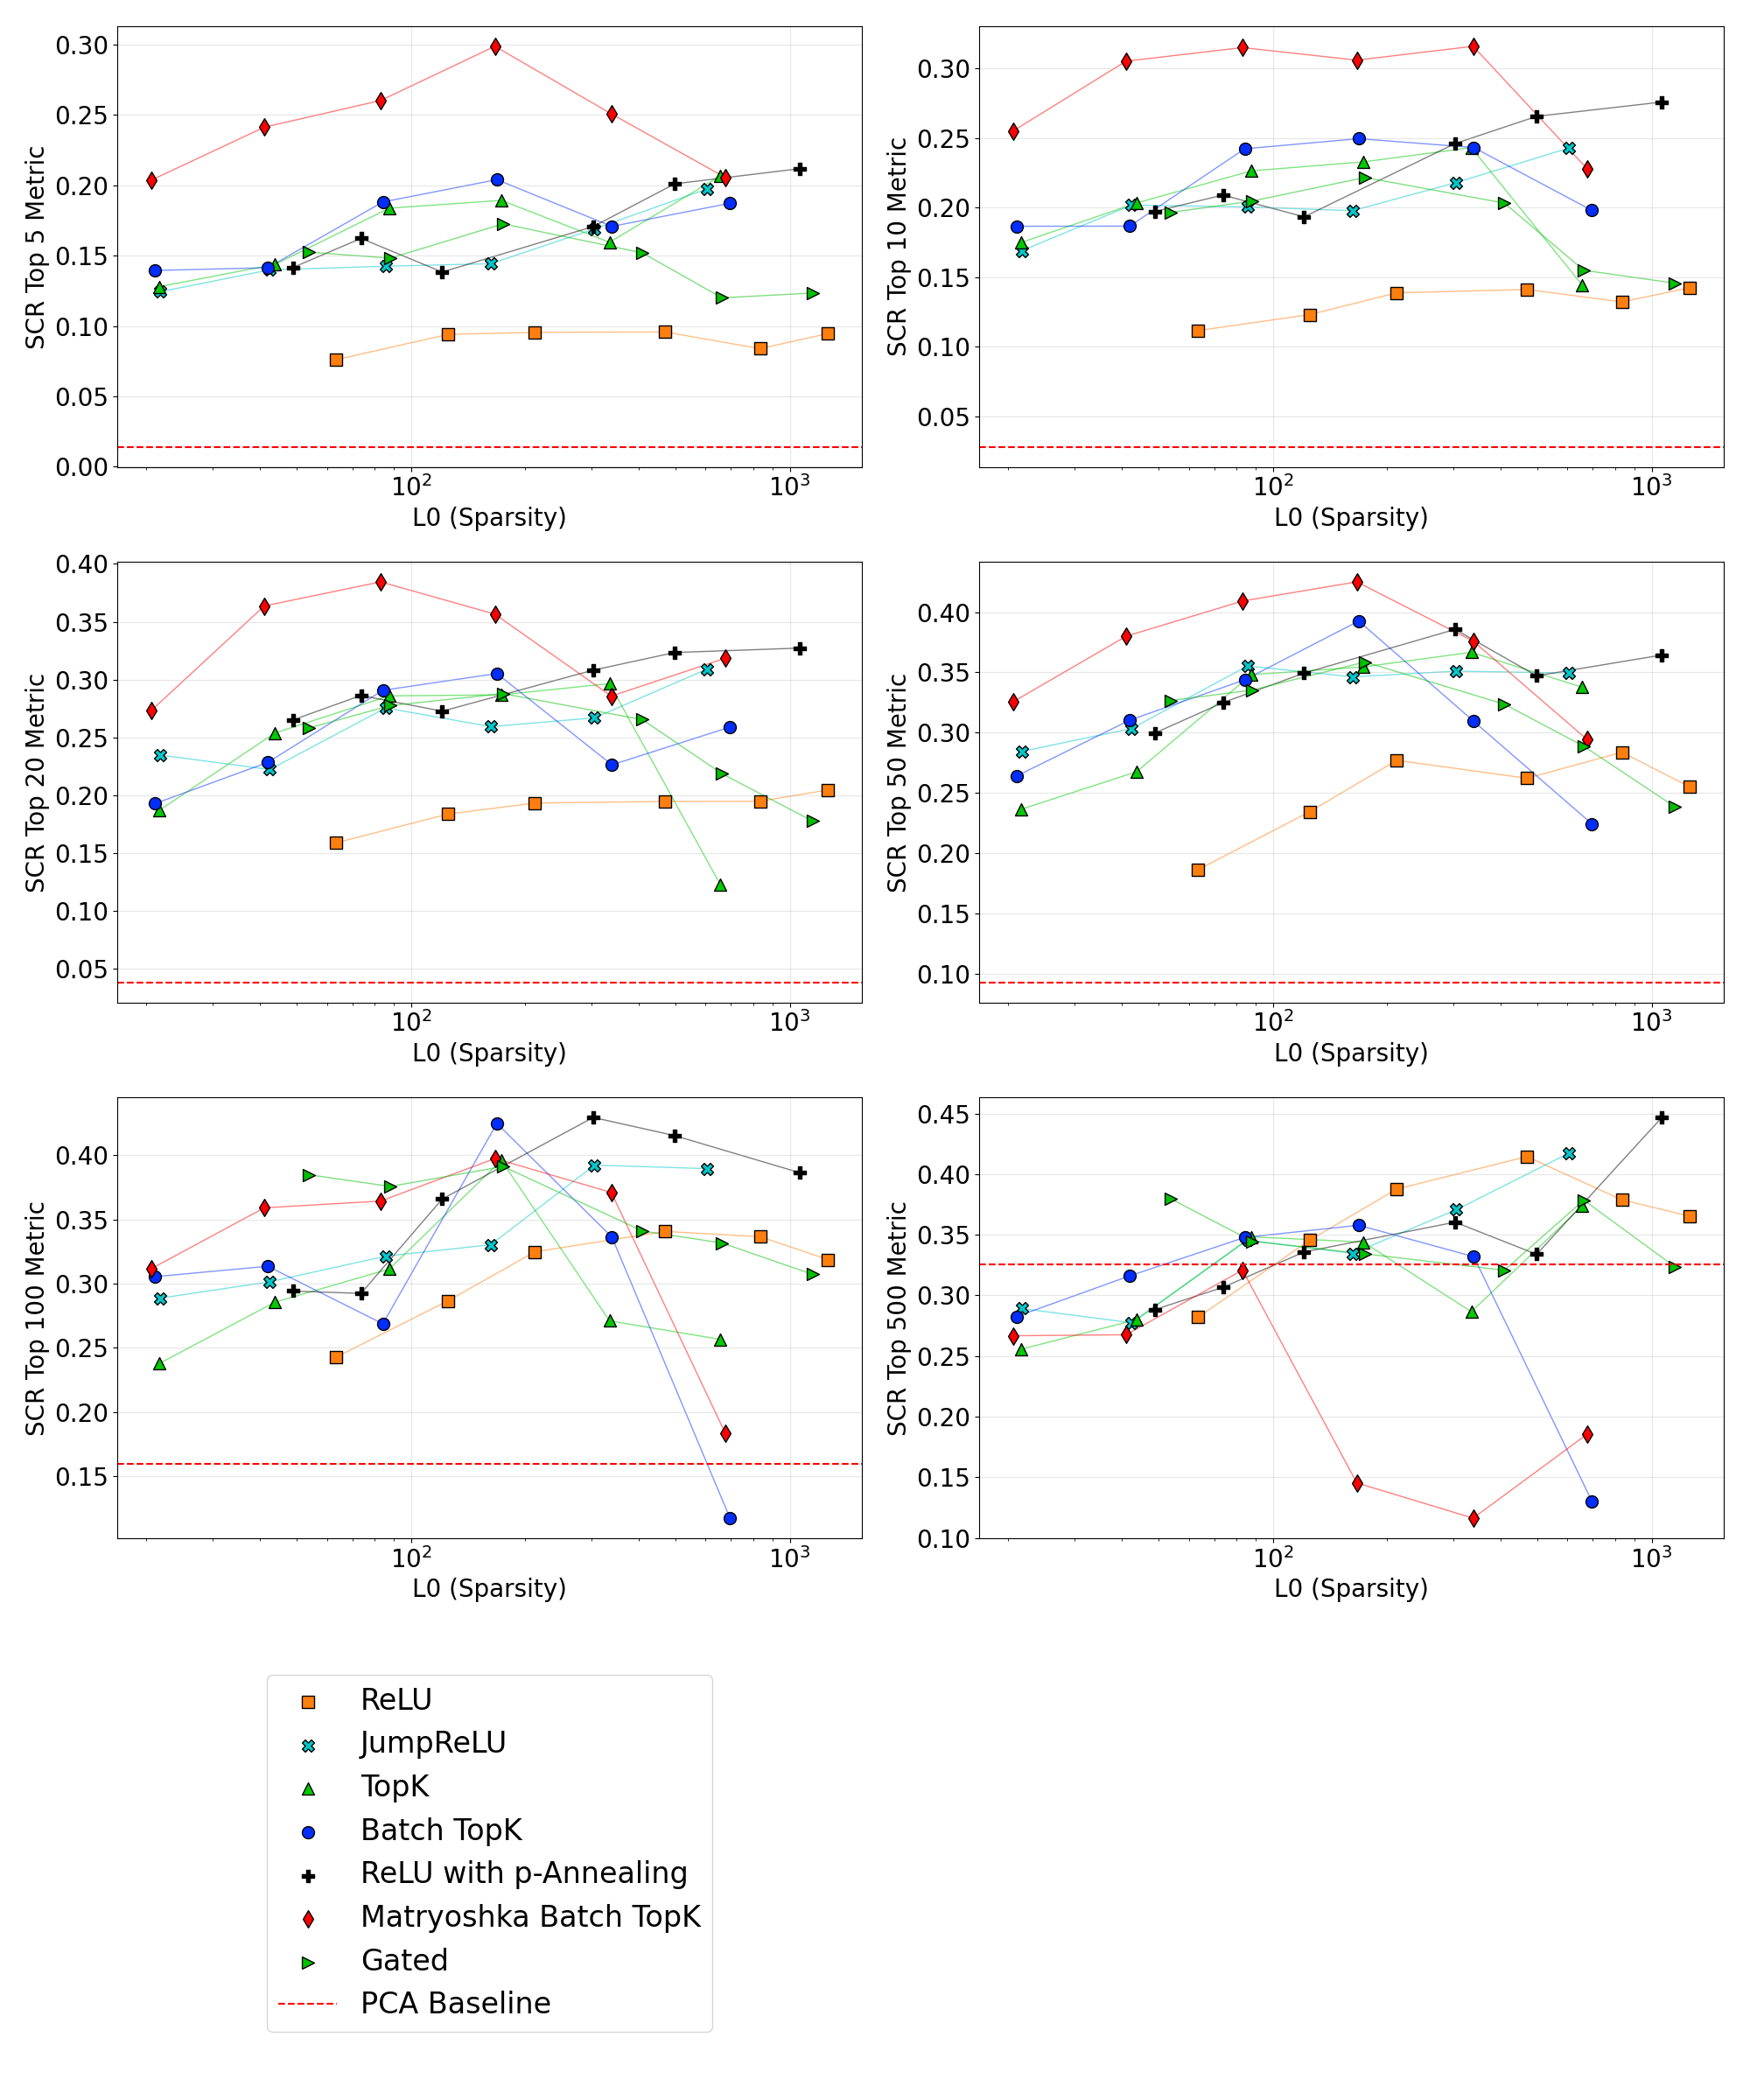 SCR Top 5 Metric
0.30
0.25
0.20
0.15
0.10
0.05
0.00
10²
10³
L0 (Sparsity)
SCR Top 10 Metric
0.30
0.25
0.20
0.15
0.10
0.05
10²
10³
L0 (Sparsity)
SCR Top 20 Metric
0.40
0.35
0.30
0.25
0.20
0.15
0.10
0.05
10²
10³
L0 (Sparsity)
SCR Top 50 Metric
0.40
0.35
0.30
0.25
0.20
0.15
0.10
10²
10³
L0 (Sparsity)
SCR Top 100 Metric
0.40
0.35
0.30
0.25
0.20
0.15
10²
10³
L0 (Sparsity)
SCR Top 500 Metric
0.45
0.40
0.35
0.30
0.25
0.20
0.15
0.10
10²
10³
L0 (Sparsity)
ReLU
JumpReLU
TopK
Batch TopK
ReLU with p-Annealing
Matryoshka Batch TopK
Gated
PCA Baseline